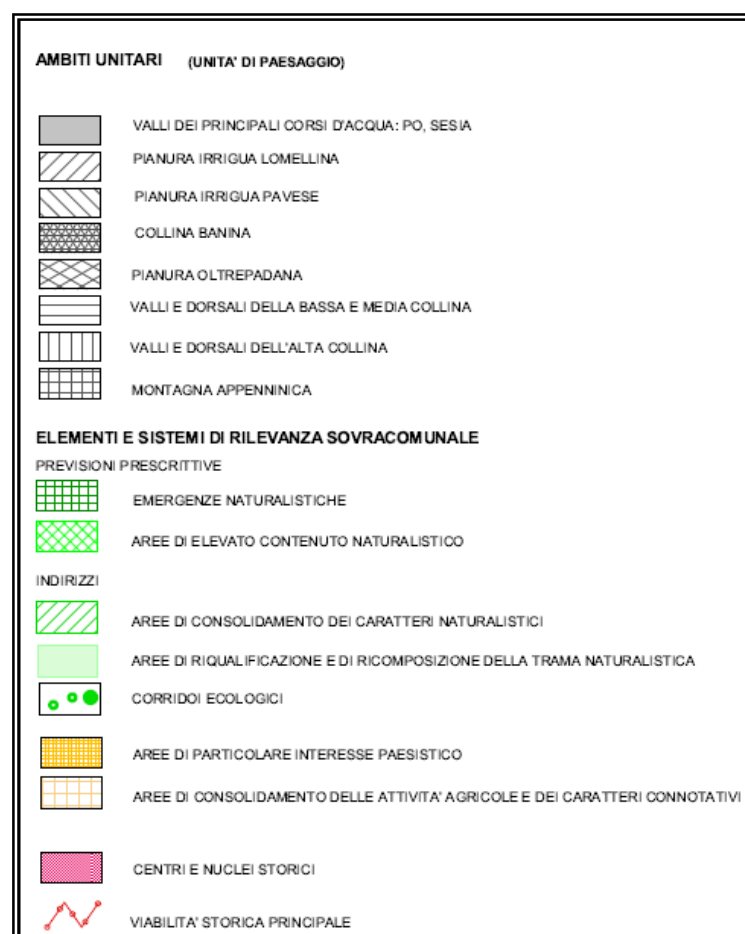 AMBITI UNITARI (UNITA' DI PAESAGGIO)
VALLI DEI PRINCIPALI CORSI D'ACQUA: PO, SESIA
PIANURA IRRIGUA LOMELLINA
PIANURA IRRIGUA PAVESE
COLLINA BANINA
PIANURA OLTREPADANA
VALLI E DORSALI DELLA BASSA E MEDIA COLLINA
VALLI E DORSALI DELL'ALTA COLLINA
MONTAGNA APPENNINICA
ELEMENTI E SISTEMI DI RILEVANZA SOVRACOMUNALE
PREVISIONI PRESCRITTIVE
EMERGENZE NATURALISTICHE
AREE DI ELEVATO CONTENUTO NATURALISTICO
INDIRIZZI
AREE DI CONSOLIDAMENTO DEI CARATTERI NATURALISTICI
AREE DI RIQUALIFICAZIONE E DI RICOMPOSIZIONE DELLA TRAMA NATURALISTICA
CORRIDOI ECOLOGICI
AREE DI PARTICOLARE INTERESSE PAESISTICO
AREE DI CONSOLIDAMENTO DELLE ATTIVITA' AGRICOLE E DEI CARATTERI CONNOTATIVI
CENTRI E NUCLEI STORICI
VIABILITA' STORICA PRINCIPALE